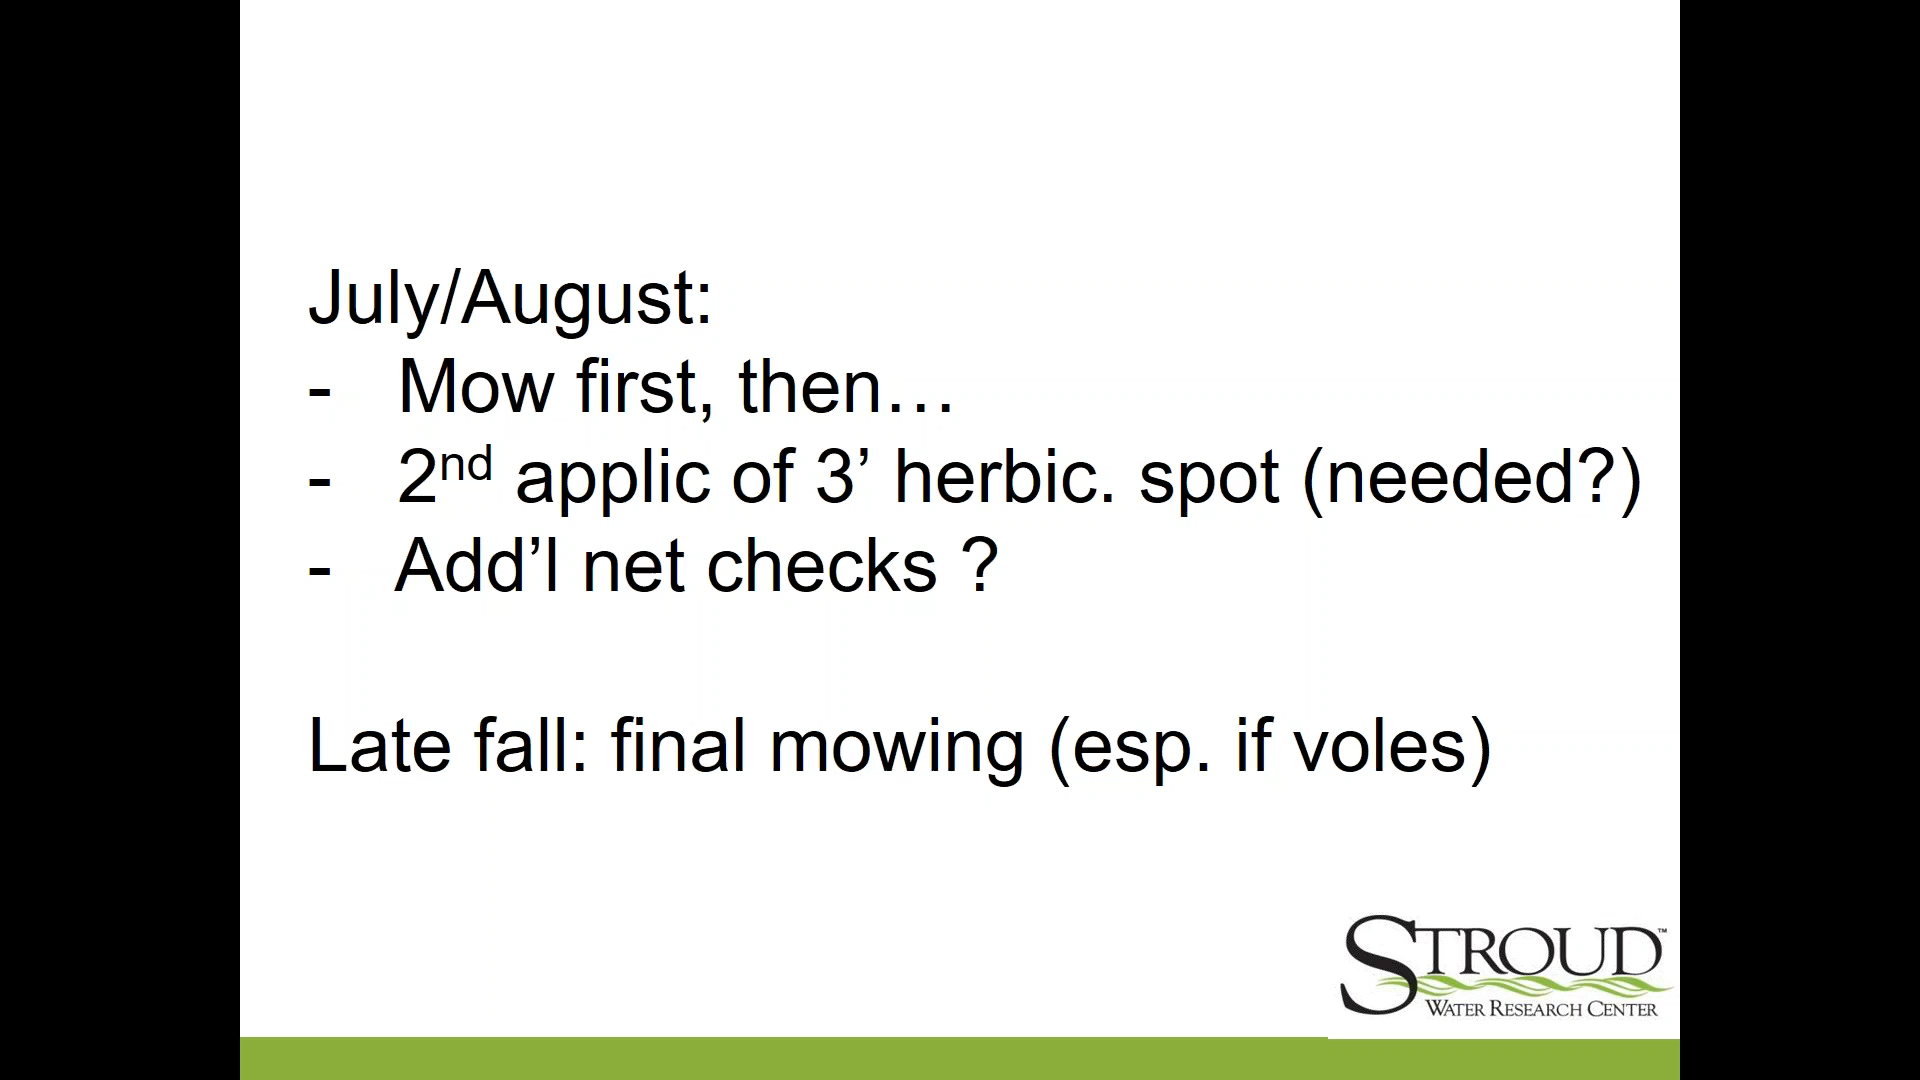 July/August:
- Mow first, then…
- 2nd applic of 3’ herbic. spot (needed?)
- Add’l net checks ?
Late fall: final mowing (esp. if voles)
STROUD™
WATER RESEARCH CENTER